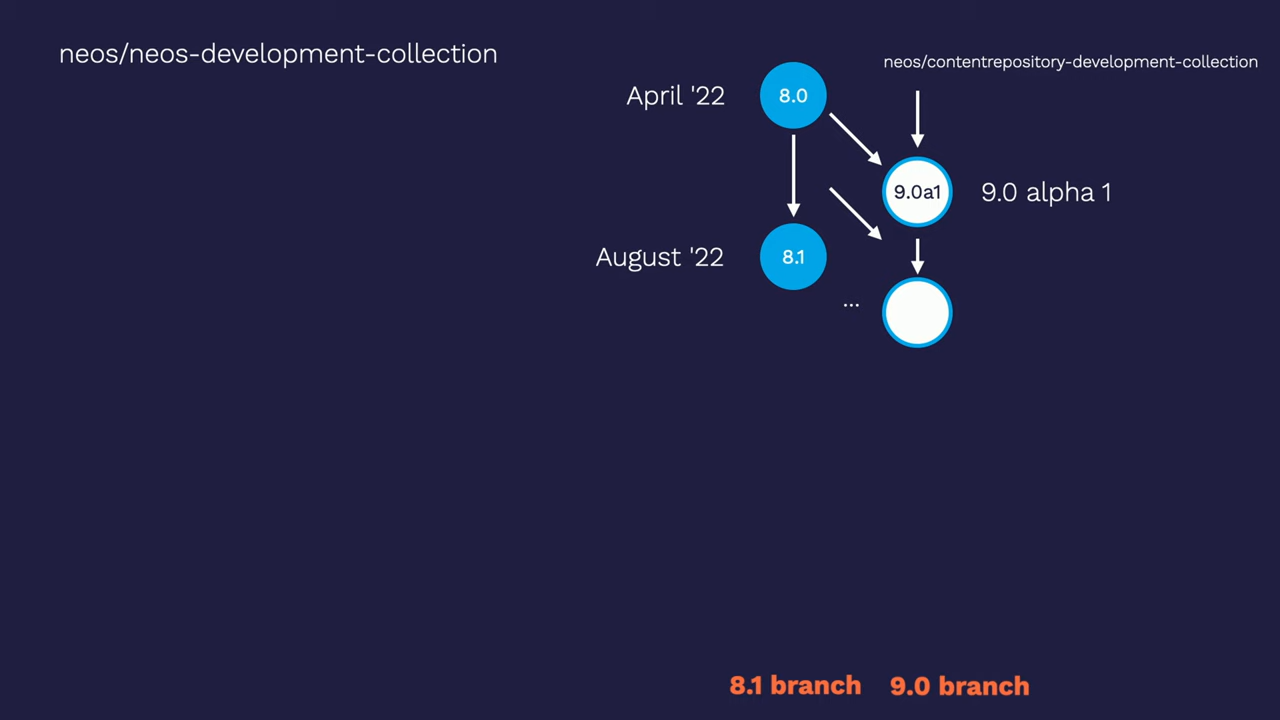 neos/neos-development-collection
neos/contentrepository-development-collection
April '22
8.0
9.0a1
9.0 alpha 1
August '22
8.1
...
8.1 branch
9.0 branch